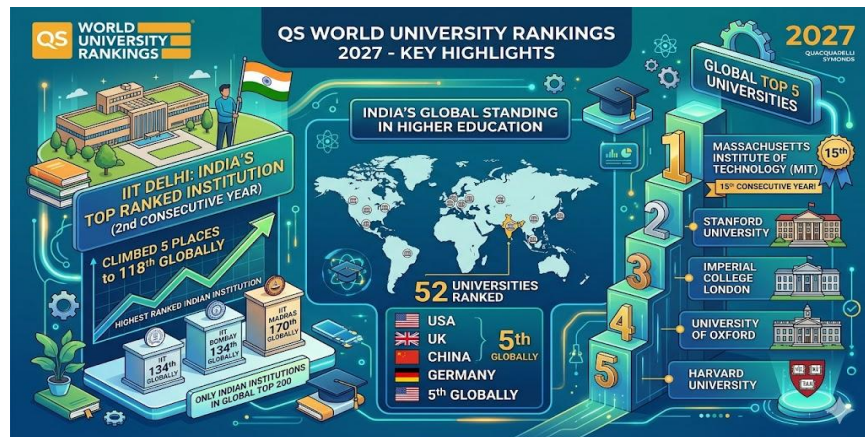 QS
WORLD
UNIVERSITY
RANKINGS
QS WORLD UNIVERSITY RANKINGS
2027 - KEY HIGHLIGHTS
2027
QUACQUADELLI
SYMONDS
IIT DELHI: INDIA'S
TOP RANKED INSTITUTION
(2nd CONSECUTIVE YEAR)
CLIMBED 5 PLACES
to 118th GLOBALLY
HIGHEST RANKED INDIAN INSTITUTION
IIT
134th
GLOBALLY
IIT
BOMBAY
134th
GLOBALLY
IIT
MADRAS
170th
GLOBALLY
ONLY INDIAN INSTITUTIONS
IN GLOBAL TOP 200
INDIA'S GLOBAL STANDING
IN HIGHER EDUCATION
52 UNIVERSITIES
RANKED
USA
UK
CHINA
GERMANY
5th GLOBALLY
5th
GLOBALLY
GLOBAL TOP 5
UNIVERSITIES
1
MASSACHUSETTS
INSTITUTE OF
TECHNOLOGY (MIT)
15th
15th CONSECUTIVE YEAR!
2
STANFORD
UNIVERSITY
3
IMPERIAL
COLLEGE
LONDON
4
UNIVERSITY
OF OXFORD
5
HARVARD
UNIVERSITY